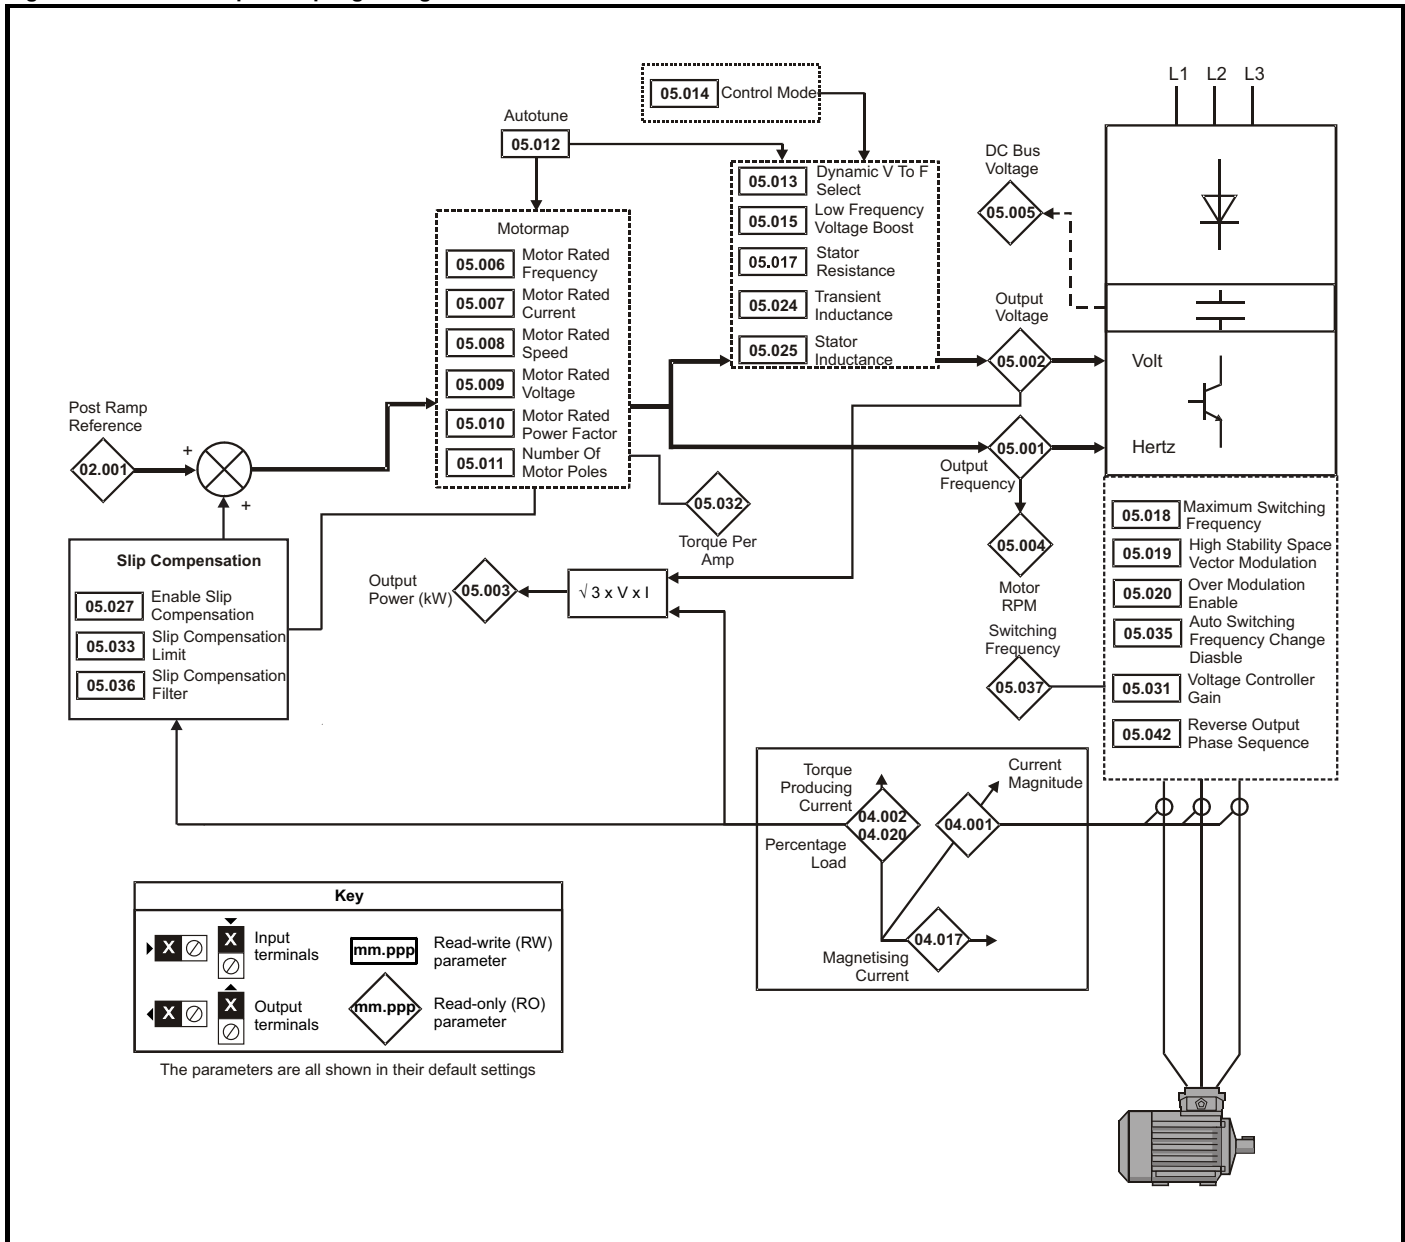 L1 L2 L3
05.014 Control Mode
Autotune
05.012
DC Bus
Voltage
05.005
05.013 Dynamic V To F
Select
05.015 Low Frequency
Voltage Boost
05.017 Stator
Resistance
05.024 Transient
Inductance
05.025 Stator
Inductance
Motormap
05.006 Motor Rated
Frequency
05.007 Motor Rated
Current
05.008 Motor Rated
Speed
05.009 Motor Rated
Voltage
05.010 Motor Rated
Power Factor
05.011 Number Of
Motor Poles
Output
Voltage
05.002
Volt
Hertz
Post Ramp
Reference
02.001
+
+
05.001
Output
Frequency
05.032
Torque Per
Amp
05.004
Motor
RPM
Slip Compensation
05.027 Enable Slip
Compensation
05.033 Slip Compensation
Limit
05.036 Slip Compensation
Filter
Output
Power (kW)
05.003
√ 3 x V x I
Switching
Frequency
05.037
05.018 Maximum Switching
Frequency
05.019 High Stability Space
Vector Modulation
05.020 Over Modulation
Enable
05.035 Auto Switching
Frequency Change
Diasble
05.031 Voltage Controller
Gain
05.042 Reverse Output
Phase Sequence
Torque
Producing
Current
04.002
04.020
Percentage
Load
Current
Magnitude
04.001
04.017
Magnetising
Current
Key
X X Input
terminals
mm.ppp Read-write (RW)
parameter
X X Output
terminals
mm.ppp Read-only (RO)
parameter
The parameters are all shown in their default settings